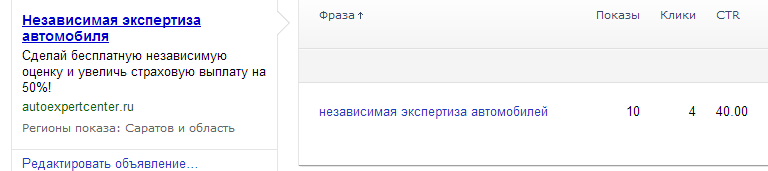 Независимая экспертиза
автомобиля
Сделай бесплатную независимую
оценку и увеличь страховую выплату на
50%!
autoexpertcenter.ru
Регионы показа: Саратов и область
Редактировать объявление...
Фраза↑ Показы Клики CTR
независимая экспертиза автомобилей 10 4 40.00